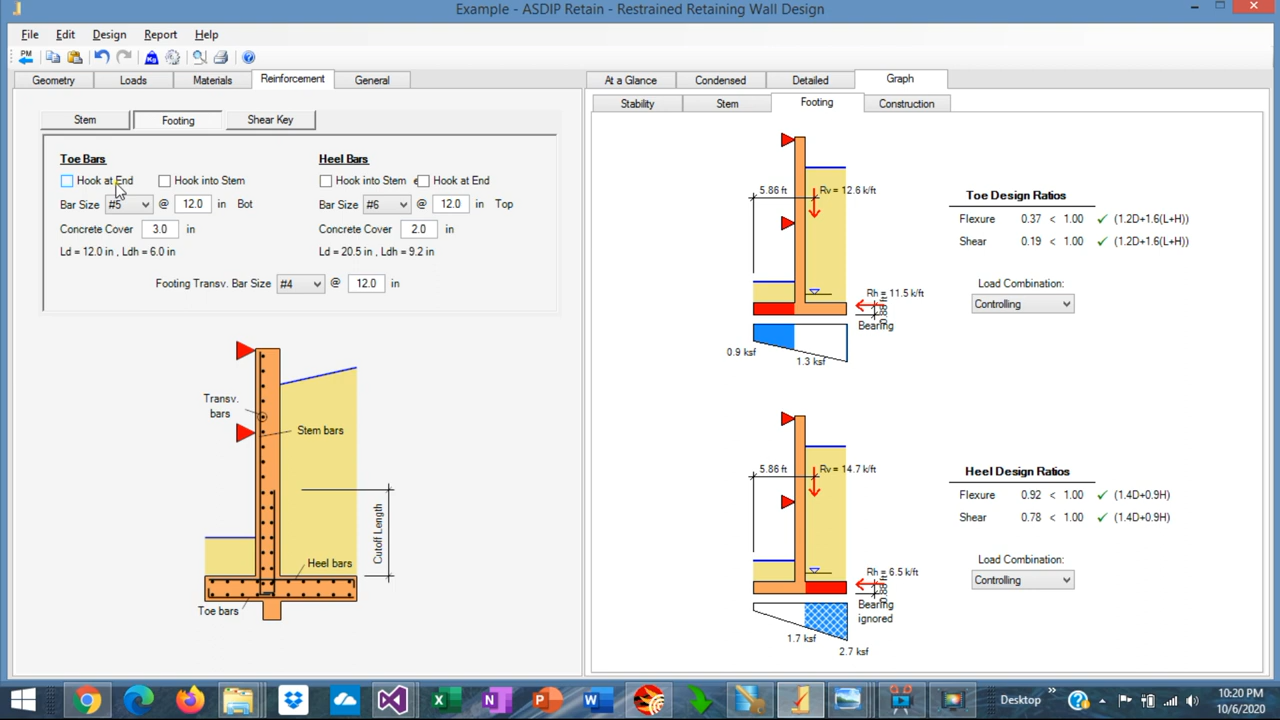 Example - ASDIP Retain - Restrained Retaining Wall Design
File Edit Design Report Help
PM Kg
Geometry Loads Materials Reinforcement General
At a Glance Condensed Detailed Graph
Stem Footing Shear Key
Stability Stem Footing Construction
Toe Bars
Hook at End Hook into Stem
Bar Size #5 @ 12.0 in Bot
Concrete Cover 3.0 in
Ld = 12.0 in , Ldh = 6.0 in
Heel Bars
Hook into Stem Hook at End
Bar Size #6 @ 12.0 in Top
Concrete Cover 2.0 in
Ld = 20.5 in , Ldh = 9.2 in
Footing Transv. Bar Size #4 @ 12.0 in
Transv.
bars
Stem bars
Cutoff Length
Heel bars
Toe bars
5.86 ft Rv = 12.6 k/ft
Rh = 11.5 k/ft
0.88 ft
Bearing
0.9 ksf
1.3 ksf
Toe Design Ratios
Flexure 0.37 < 1.00 ✓ (1.2D+1.6(L+H))
Shear 0.19 < 1.00 ✓ (1.2D+1.6(L+H))
Load Combination:
Controlling
5.86 ft Rv = 14.7 k/ft
Rh = 6.5 k/ft
0.88 ft
Bearing
ignored
1.7 ksf
2.7 ksf
Heel Design Ratios
Flexure 0.92 < 1.00 ✓ (1.4D+0.9H)
Shear 0.78 < 1.00 ✓ (1.4D+0.9H)
Load Combination:
Controlling
Desktop
10:20 PM
10/6/2020